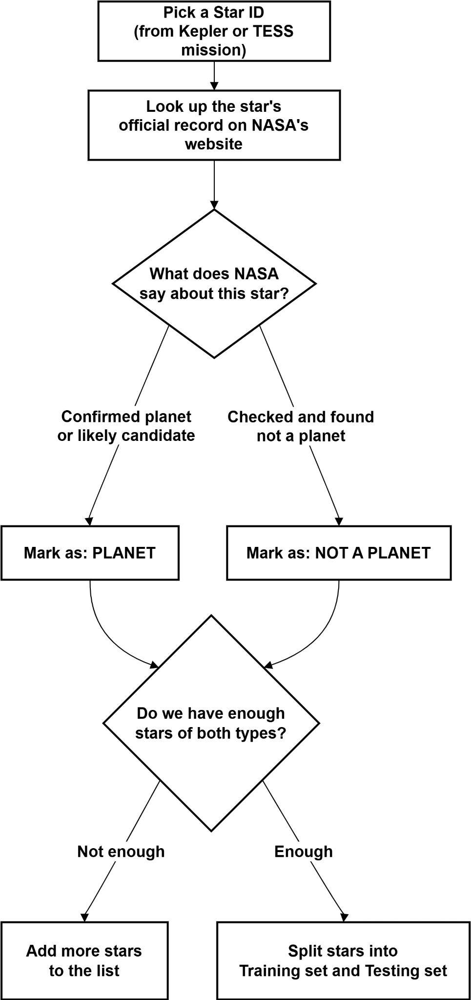 Pick a Star ID
(from Kepler or TESS
mission)
Look up the star's
official record on NASA's
website
What does NASA
say about this star?
Confirmed planet
or likely candidate
Checked and found
not a planet
Mark as: PLANET
Mark as: NOT A PLANET
Do we have enough
stars of both types?
Not enough
Enough
Add more stars
to the list
Split stars into
Training set and Testing set